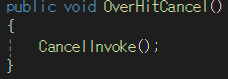 public void OverHitCancel()
{
    CancelInvoke();
}